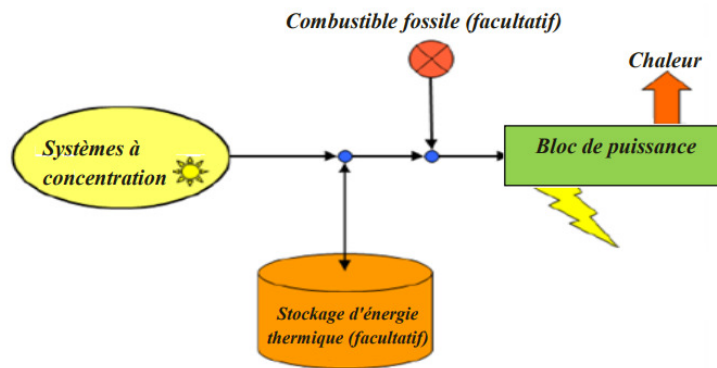 Combustible fossile (facultatif)
Chaleur
Systèmes à
concentration
Bloc de puissance
Stockage d'énergie
thermique (facultatif)